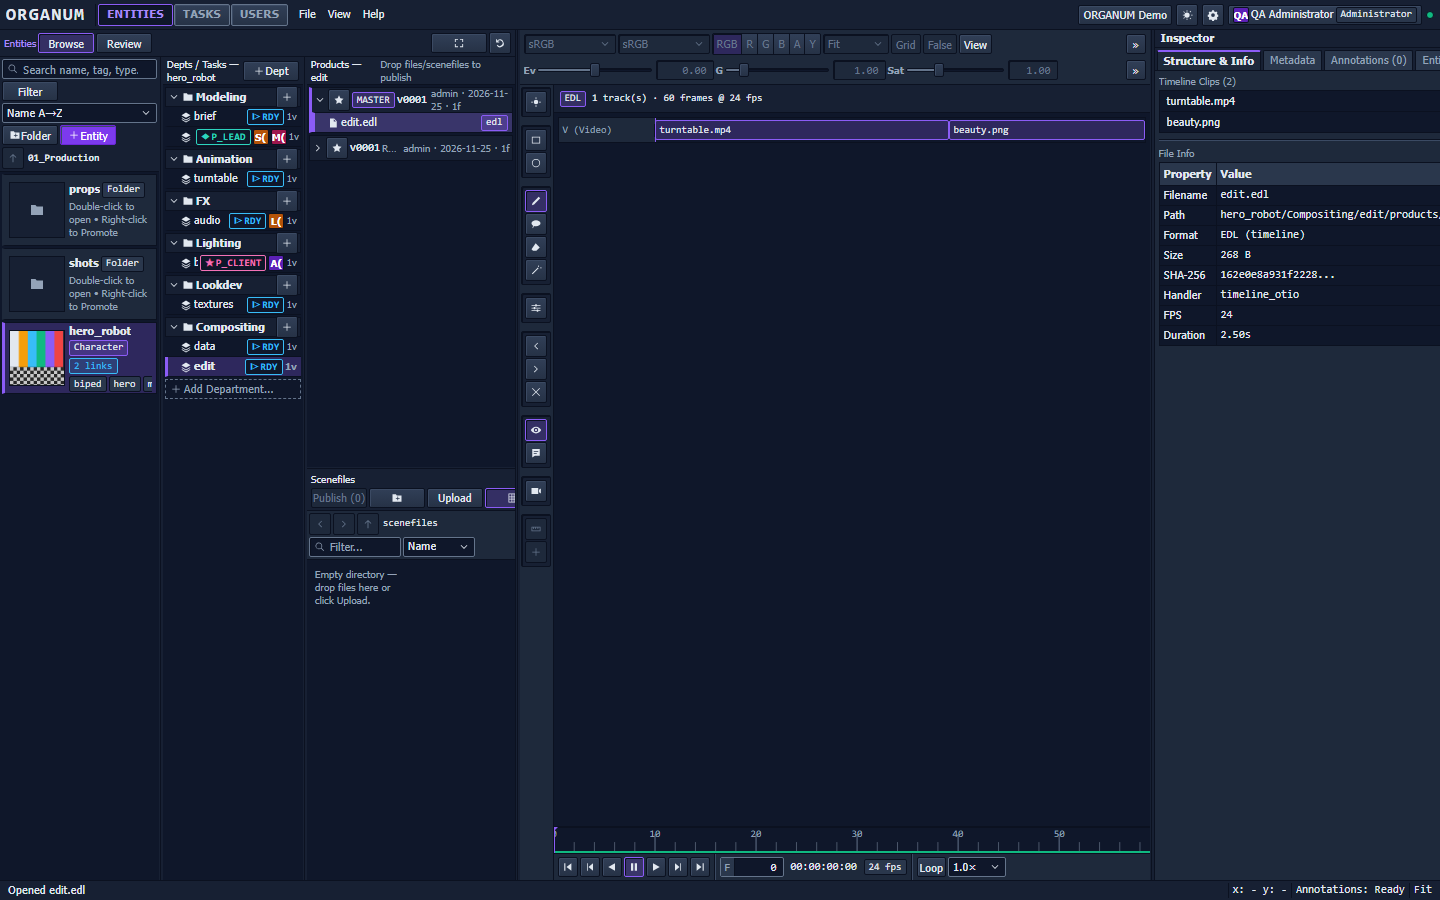 ORGANUM ENTITIES TASKS USERS File View Help ORGANUM Demo QA QA Administrator Administrator
Entities Browse Review
Search name, tag, type.
Filter
Name A→Z
Folder + Entity
01_Production
props Folder
Double-click to
open • Right-click
to Promote
shots Folder
Double-click to
open • Right-click
to Promote
hero_robot
Character
2 links
biped hero
Depts / Tasks —
hero_robot
+ Dept
Modeling
brief RDY 1v
P_LEAD S( M( 1v
Animation
turntable RDY 1v
FX
audio RDY L( 1v
Lighting
P_CLIENT A( 1v
Lookdev
textures RDY 1v
Compositing
data RDY 1v
edit RDY 1v
+ Add Department...
Products —
edit
Drop files/scenefiles to
publish
MASTER v0001 admin · 2026-11-
25 · 1f
edit.edl edl
v0001 R... admin · 2026-11-25 · 1f
Scenefiles
Publish (0) Upload
scenefiles
Filter... Name
Empty directory —
drop files here or
click Upload.
sRGB sRGB RGB R G B A Y Fit Grid False View »
Ev 0.00 G 1.00 Sat 1.00 »
EDL 1 track(s) · 60 frames @ 24 fps
V (Video) turntable.mp4 beauty.png
10 20 30 40 50
F 0 00:00:00:00 24 fps Loop 1.0×
Inspector
Structure & Info Metadata Annotations (0) Enti
Timeline Clips (2)
turntable.mp4
beauty.png
File Info
Property Value
Filename edit.edl
Path hero_robot/Compositing/edit/products/
Format EDL (timeline)
Size 268 B
SHA-256 162e0e8a931f2228...
Handler timeline_otio
FPS 24
Duration 2.50s
Opened edit.edl
x: - y: - Annotations: Ready Fit